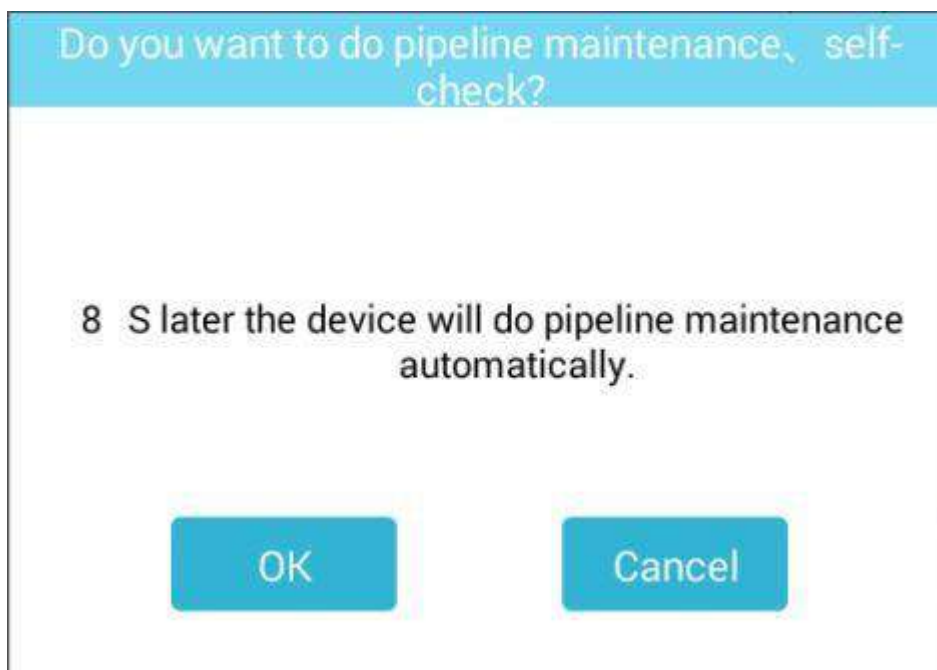 Do you want to do pipeline maintenance、 self-
check?
8 S later the device will do pipeline maintenance
automatically.
OK
Cancel